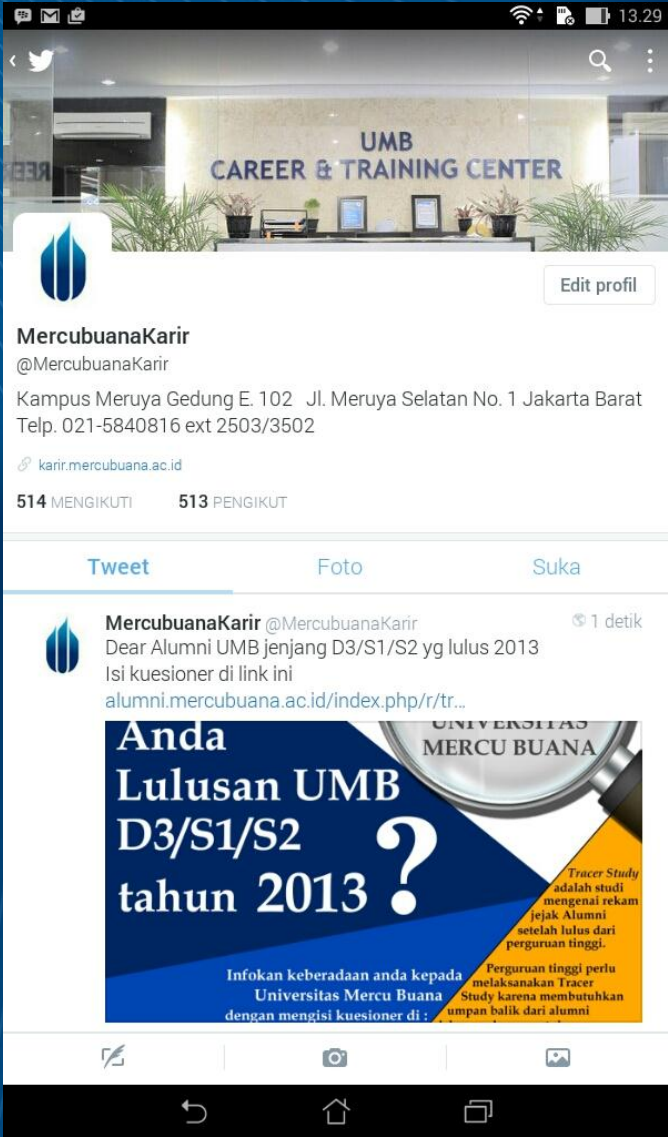 13.29
UMB
CAREER & TRAINING CENTER
Edit profil
MercubuanaKarir
@MercubuanaKarir
Kampus Meruya Gedung E. 102 Jl. Meruya Selatan No. 1 Jakarta Barat
Telp. 021-5840816 ext 2503/3502
karir.mercubuana.ac.id
514 MENGIKUTI 513 PENGIKUT
Tweet Foto Suka
MercubuanaKarir @MercubuanaKarir 1 detik
Dear Alumni UMB jenjang D3/S1/S2 yg lulus 2013
Isi kuesioner di link ini
alumni.mercubuana.ac.id/index.php/r/tr...
UNIVERSITAS
MERCU BUANA
Anda
Lulusan UMB
D3/S1/S2
tahun 2013 ?
Tracer Study
adalah studi
mengenai rekam
jejak Alumni
setelah lulus dari
perguruan tinggi.
Perguruan tinggi perlu
melaksanakan Tracer
Study karena membutuhkan
umpan balik dari alumni
Infokan keberadaan anda kepada
Universitas Mercu Buana
dengan mengisi kuesioner di :